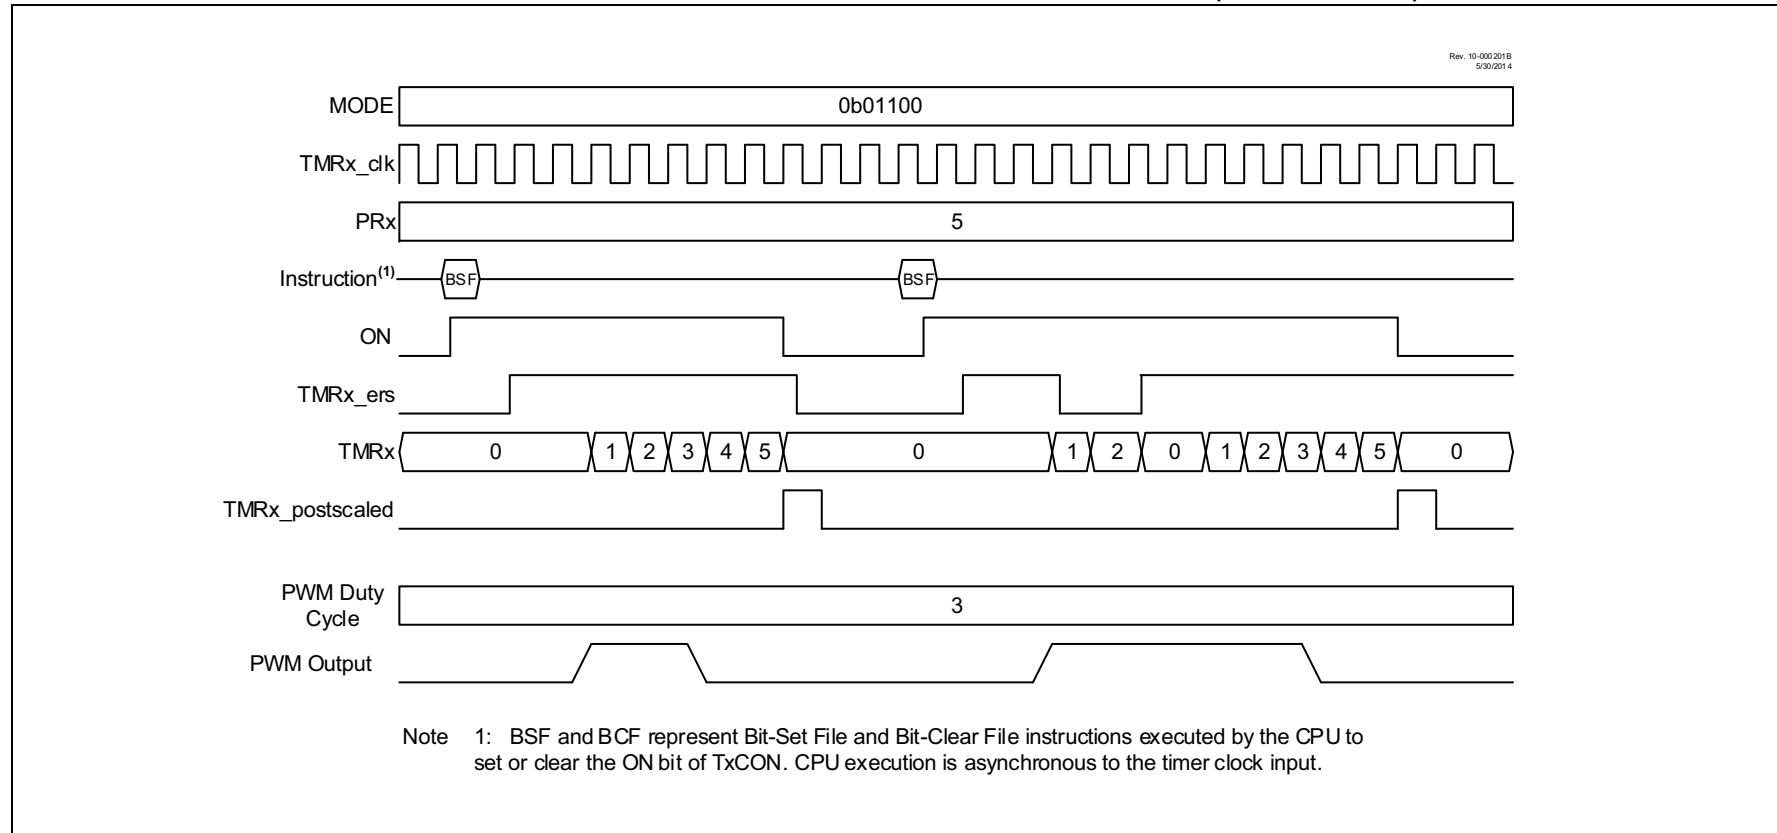 Rev. 10-000201B
5/30/2014
MODE 0b01100
TMRx_clk
PRx 5
Instruction(1) BSF BSF
ON
TMRx_ers
TMRx 0 1 2 3 4 5 0 1 2 0 1 2 3 4 5 0
TMRx_postscaled
PWM Duty
Cycle 3
PWM Output
Note 1: BSF and BCF represent Bit-Set File and Bit-Clear File instructions executed by the CPU to
set or clear the ON bit of TxCON. CPU execution is asynchronous to the timer clock input.